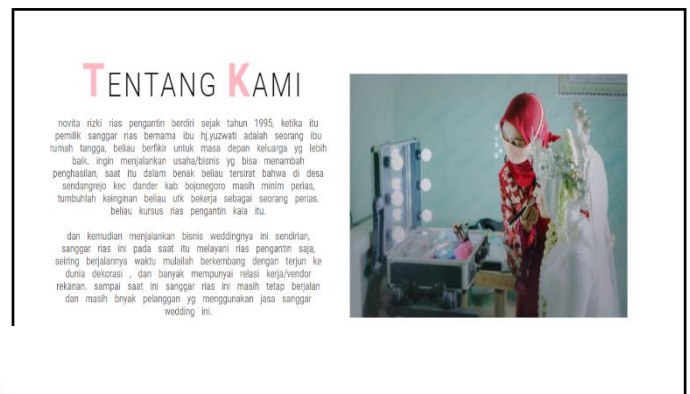 TENTANG KAMI
novita rizki rias pengantin berdiri sejak tahun 1995, ketika itu
pemilik sanggar rias bernama ibu hj.yuzwati adalah seorang ibu
rumah tangga, beliau berfikir untuk masa depan keluarga yg lebih
baik. ingin menjalankan usaha/bisnis yg bisa menambah
penghasilan, saat itu dalam benak beliau tersirat bahwa di desa
sendangrejo kec dander kab bojonegoro masih minim perias,
tumbuhlah keinginan beliau utk bekerja sebagai seorang perias.
beliau kursus rias pengantin kala itu.
dan kemudian menjalankan bisnis weddingnya ini sendirian,
sanggar rias ini pada saat itu melayani rias pengantin saja,
seiring berjalannya waktu mulailah berkembang dengan terjun ke
dunia dekorasi , dan banyak mempunyai relasi kerja/vendor
rekanan. sampai saat ini sanggar rias ini masih tetap berjalan
dan masih bnyak pelanggan yg menggunakan jasa sanggar
wedding ini.